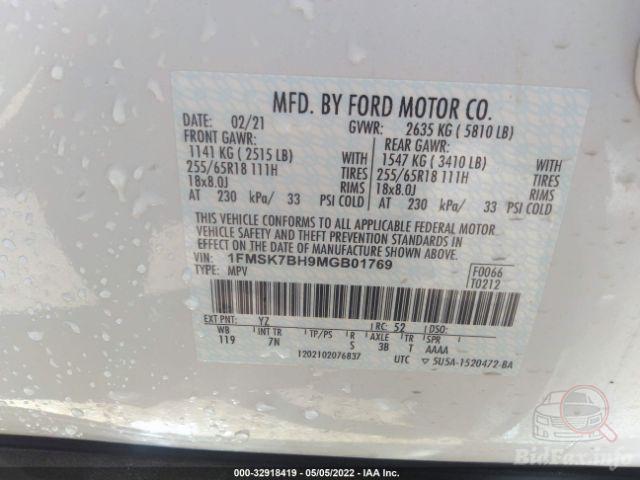 MFD. BY FORD MOTOR CO.
DATE: 02/21 GVWR: 2635 KG ( 5810 LB)
FRONT GAWR: REAR GAWR:
1141 KG ( 2515 LB) WITH 1547 KG ( 3410 LB) WITH
255/65R18 111H TIRES 255/65R18 111H TIRES
18x8.0J RIMS 18x8.0J RIMS
AT 230 kPa/ 33 PSI COLD AT 230 kPa/ 33 PSI COLD
THIS VEHICLE CONFORMS TO ALL APPLICABLE FEDERAL MOTOR
VEHICLE SAFETY AND THEFT PREVENTION STANDARDS IN
EFFECT ON THE DATE OF MANUFACTURE SHOWN ABOVE.
VIN: 1FMSK7BH9MGB01769 F0066
TYPE: MPV T0212
EXT PNT: YZ RC: 52 DSO:
WB INT TR TP/PS R AXLE TR SPR
119 7N S 3B T AAAA
1202102076837 UTC ▽ 5U5A-1520472-BA
BidFax.info
000-32918419 - 05/05/2022 - IAA Inc.